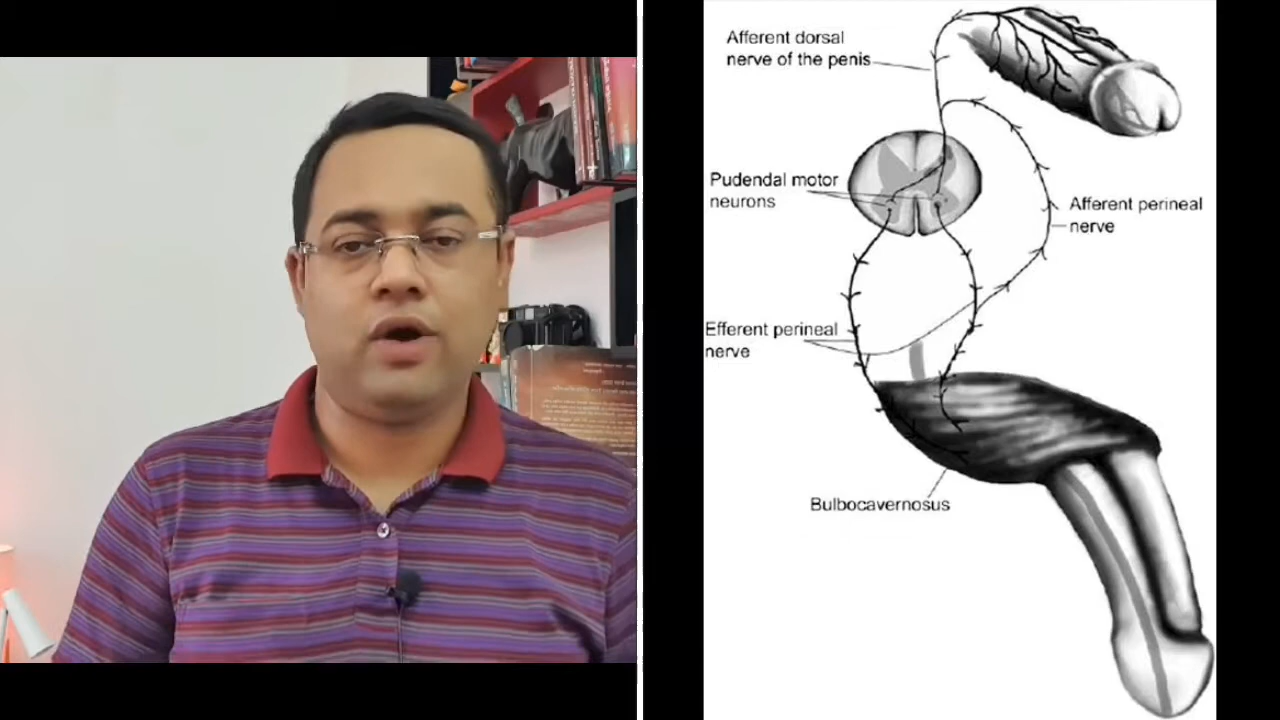 Afferent dorsal
nerve of the penis
Pudendal motor
neurons
Afferent perineal
nerve
Efferent perineal
nerve
Bulbocavernosus